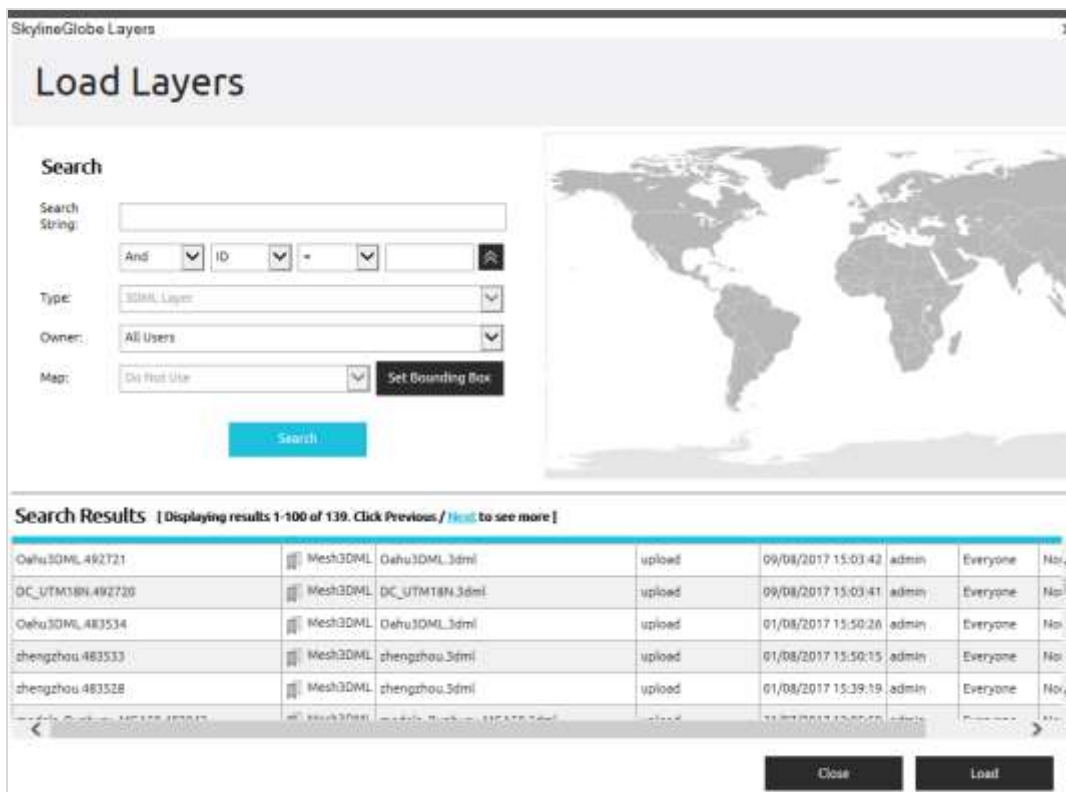 SkylineGlobe Layers
Load Layers
Search
Search
String:
And ID =
Type: 3DML Layer
Owner: All Users
Map: Do Not Use Set Bounding Box
Search
Search Results [ Displaying results 1-100 of 139. Click Previous / Next to see more ]
Oahu3DML.492721 Mesh3DML Oahu3DML.3dml upload 09/08/2017 15:03:42 admin Everyone
DC_UTM18N.492720 Mesh3DML DC_UTM18N.3dml upload 09/08/2017 15:03:41 admin Everyone
Oahu3DML.483534 Mesh3DML Oahu3DML.3dml upload 01/08/2017 15:50:26 admin Everyone
zhengzhou.483533 Mesh3DML zhengzhou.3dml upload 01/08/2017 15:50:15 admin Everyone
zhengzhou.483528 Mesh3DML zhengzhou.3dml upload 01/08/2017 15:39:19 admin Everyone
Close Load